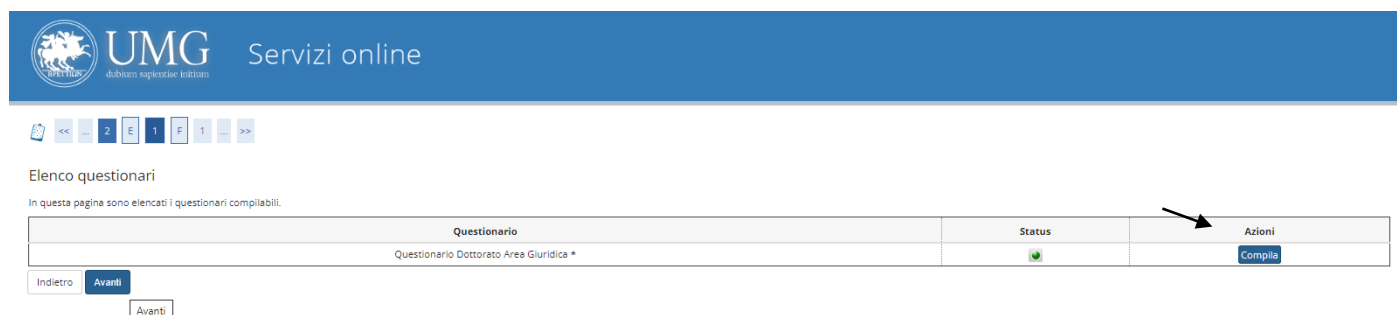 UMG
dubium sapientiae initium
Servizi online
<< ... 2 E 1 F 1 ... >>
Elenco questionari
In questa pagina sono elencati i questionari compilabili.
Questionario Status Azioni
Questionario Dottorato Area Giuridica * Compila
Indietro Avanti
Avanti